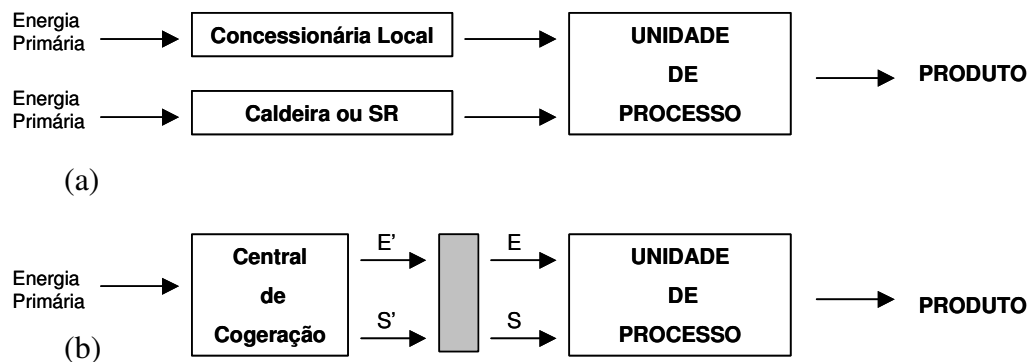 Energia
Primária
Concessionária Local
UNIDADE
DE
PROCESSO
PRODUTO
Energia
Primária
Caldeira ou SR
(a)
Energia
Primária
Central
de
Cogeração
E'
S'
E
S
UNIDADE
DE
PROCESSO
PRODUTO
(b)